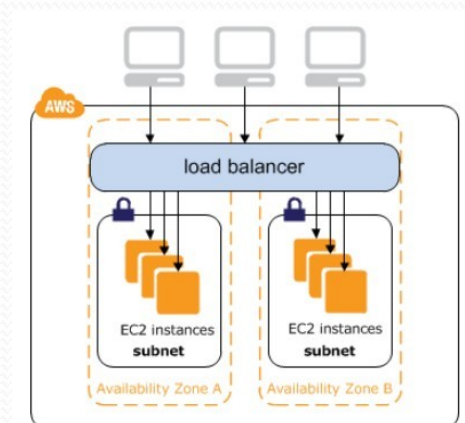 AWS
load balancer
EC2 instances
subnet
Availability Zone A
EC2 instances
subnet
Availability Zone B